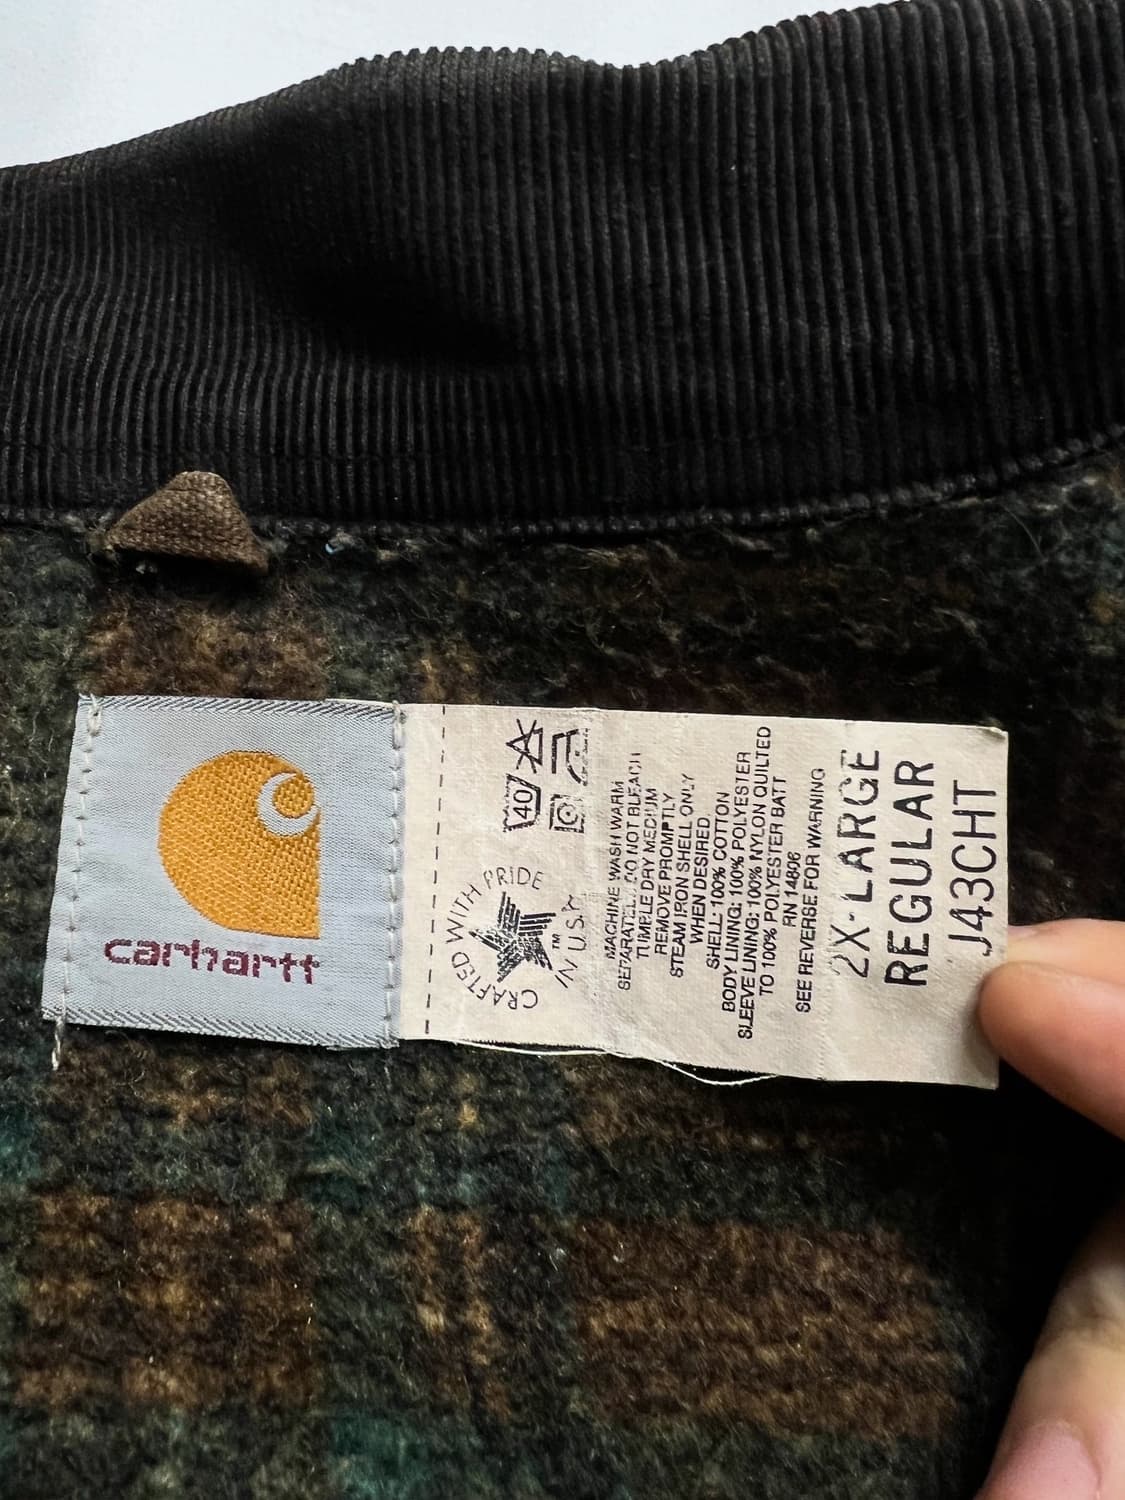 carhartt
40
CRAFTED WITH PRIDE
IN U.S.A.
TM
MACHINE WASH WARM
SEPARATELY. DO NOT BLEACH
TUMBLE DRY MEDIUM
REMOVE PROMPTLY
STEAM IRON SHELL ONLY
WHEN DESIRED.
SHELL: 100% COTTON
BODY LINING: 100% POLYESTER
SLEEVE LINING: 100% NYLON QUILTED
TO 100% POLYESTER BATT
RN 14806
SEE REVERSE FOR WARNING
2X-LARGE
REGULAR
J43CHT